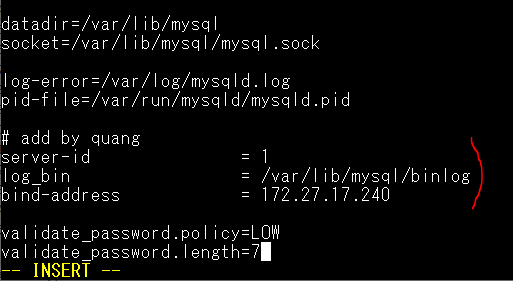 datadir=/var/lib/mysql
socket=/var/lib/mysql/mysql.sock
log-error=/var/log/mysqld.log
pid-file=/var/run/mysqld/mysqld.pid
# add by quang
server-id = 1
log_bin = /var/lib/mysql/binlog
bind-address = 172.27.17.240
validate_password.policy=LOW
validate_password.length=7
-- INSERT --